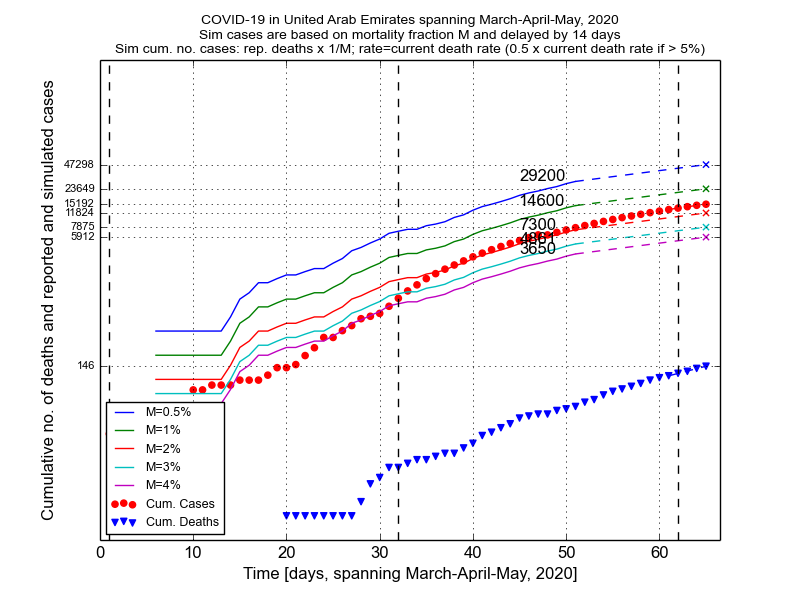 COVID-19 in United Arab Emirates spanning March-April-May, 2020
Sim cases are based on mortality fraction M and delayed by 14 days
Sim cum. no. cases: rep. deaths x 1/M; rate=current death rate (0.5 x current death rate if > 5%)
Cumulative no. of deaths and reported and simulated cases
47298
23649
15192
11824
7875
5912
146
29200
14600
7300
3650
M=0.5%
M=1%
M=2%
M=3%
M=4%
Cum. Cases
Cum. Deaths
0 10 20 30 40 50 60
Time [days, spanning March-April-May, 2020]